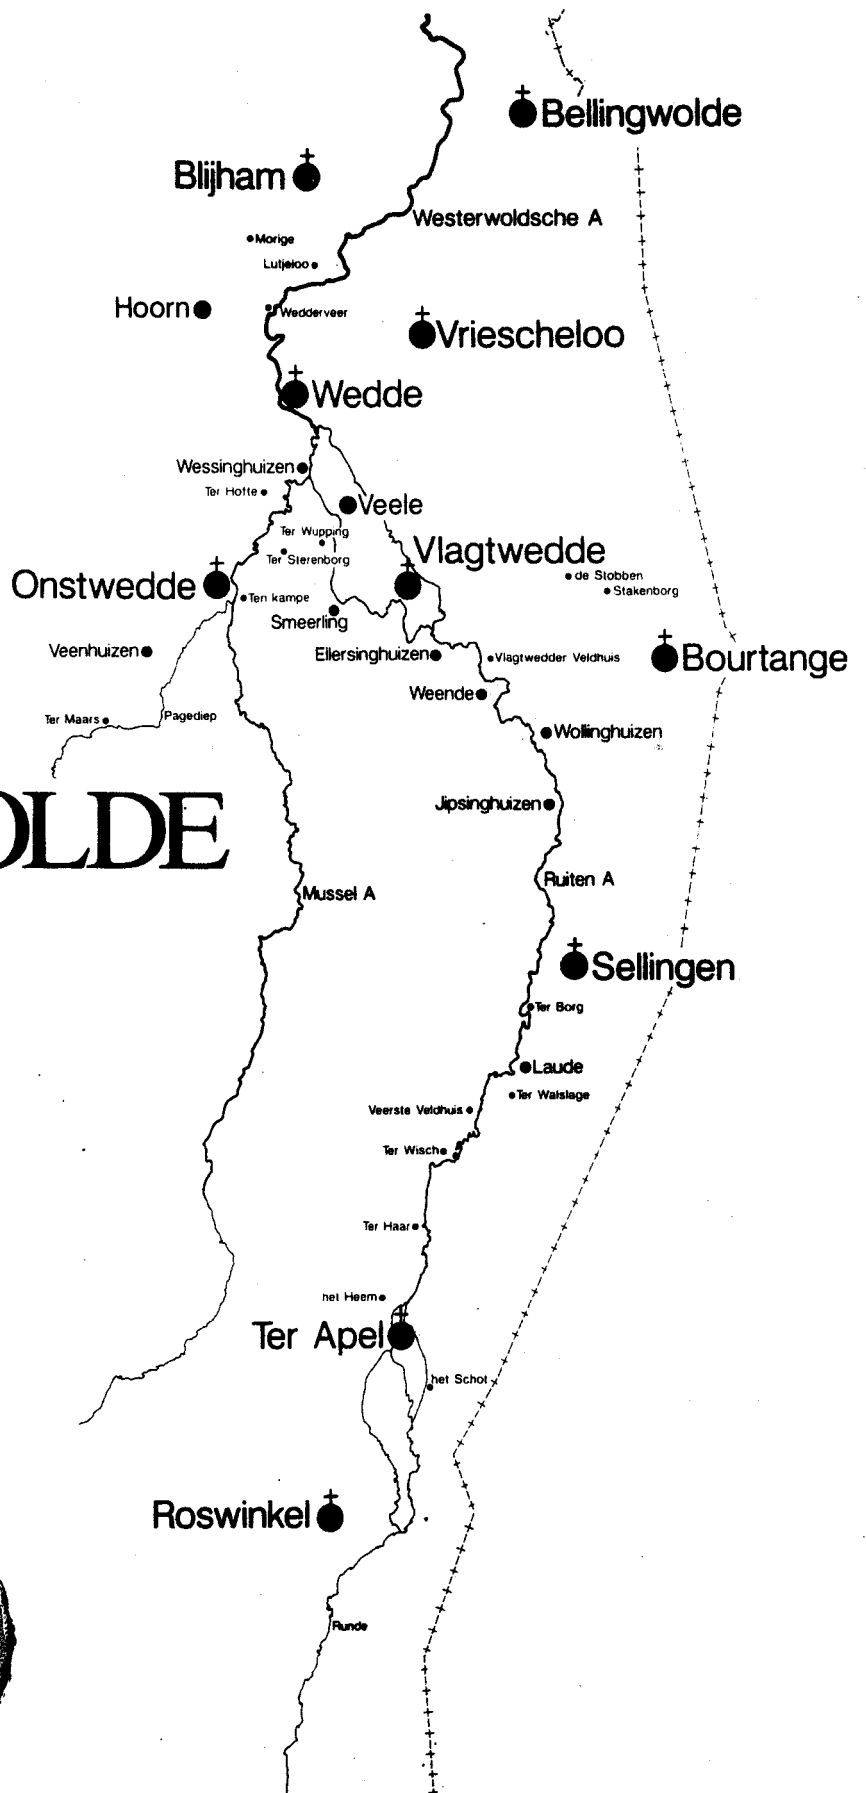 Bellingwolde
Blijham
Westerwoldsche A
Morige
Lutjeloo
Hoorn
Wedderveer
Vriescheloo
Wedde
Wessinghuizen
Ter Hofte
Veele
Ter Wupping
Vlagtwedde
Ter Sterenborg
de Stobben
Onstwedde
Stakenborg
Ten kampe
Smeerling
Veenhuizen
Ellersinghuizen
Vlagtwedder Veldhuis
Bourtange
Weende
Ter Maars
Pagediep
Wollinghuizen
Jipsinghuizen
OLDE
Ruiten A
Mussel A
Sellingen
Ter Borg
Laude
Ter Walslage
Veerste Veldhuis
Ter Wisch
Ter Haar
het Heem
Ter Apel
het Schot
Roswinkel
Runde